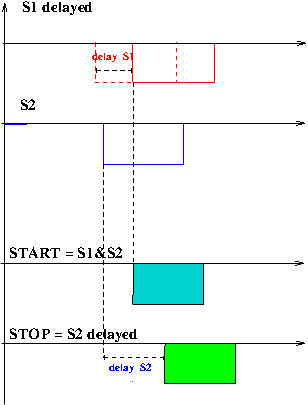 S1 delayed
delay S1
S2
START = S1&S2
STOP = S2 delayed
delay S2